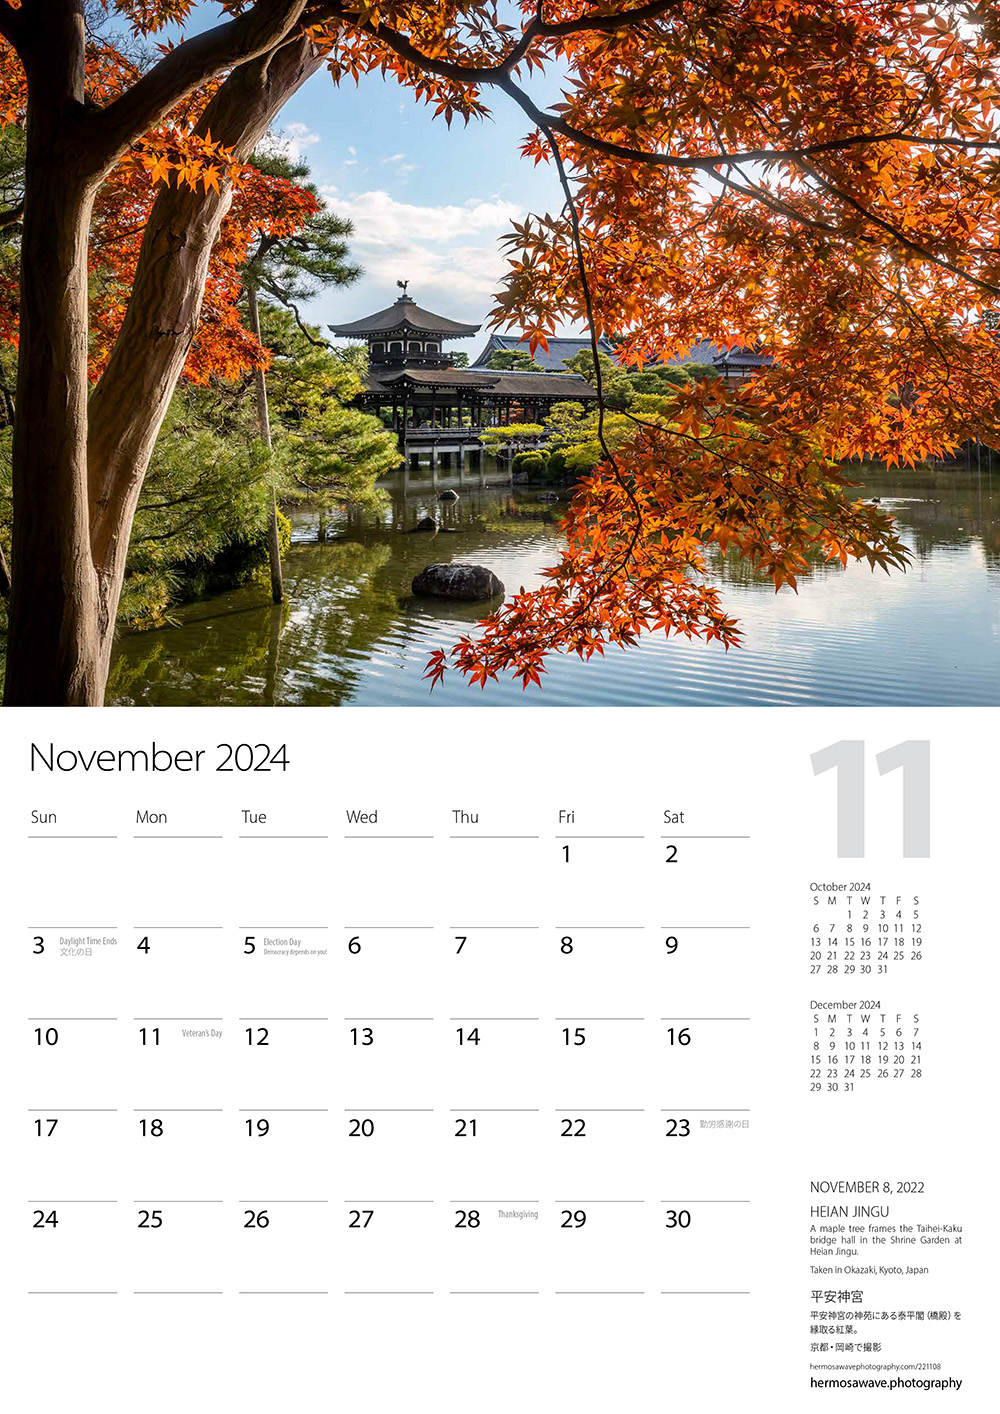 November 2024
11
Sun Mon Tue Wed Thu Fri Sat
1 2
3 Daylight Time Ends 4 5 Election Day 6 7 8 9
文化の日 Democracy depends on you!
10 11 Veteran's Day 12 13 14 15 16
17 18 19 20 21 22 23 勤労感謝の日
24 25 26 27 28 Thanksgiving 29 30
October 2024
S M T W T F S
1 2 3 4 5
6 7 8 9 10 11 12
13 14 15 16 17 18 19
20 21 22 23 24 25 26
27 28 29 30 31
December 2024
S M T W T F S
1 2 3 4 5 6 7
8 9 10 11 12 13 14
15 16 17 18 19 20 21
22 23 24 25 26 27 28
29 30 31
NOVEMBER 8, 2022
HEIAN JINGU
A maple tree frames the Taihei-Kaku
bridge hall in the Shrine Garden at
Heian Jingu.
Taken in Okazaki, Kyoto, Japan
平安神宮
平安神宮の神苑にある泰平閣（橋殿）を
縁取る紅葉。
京都・岡崎で撮影
hermosawavephotography.com/221108
hermosawave.photography